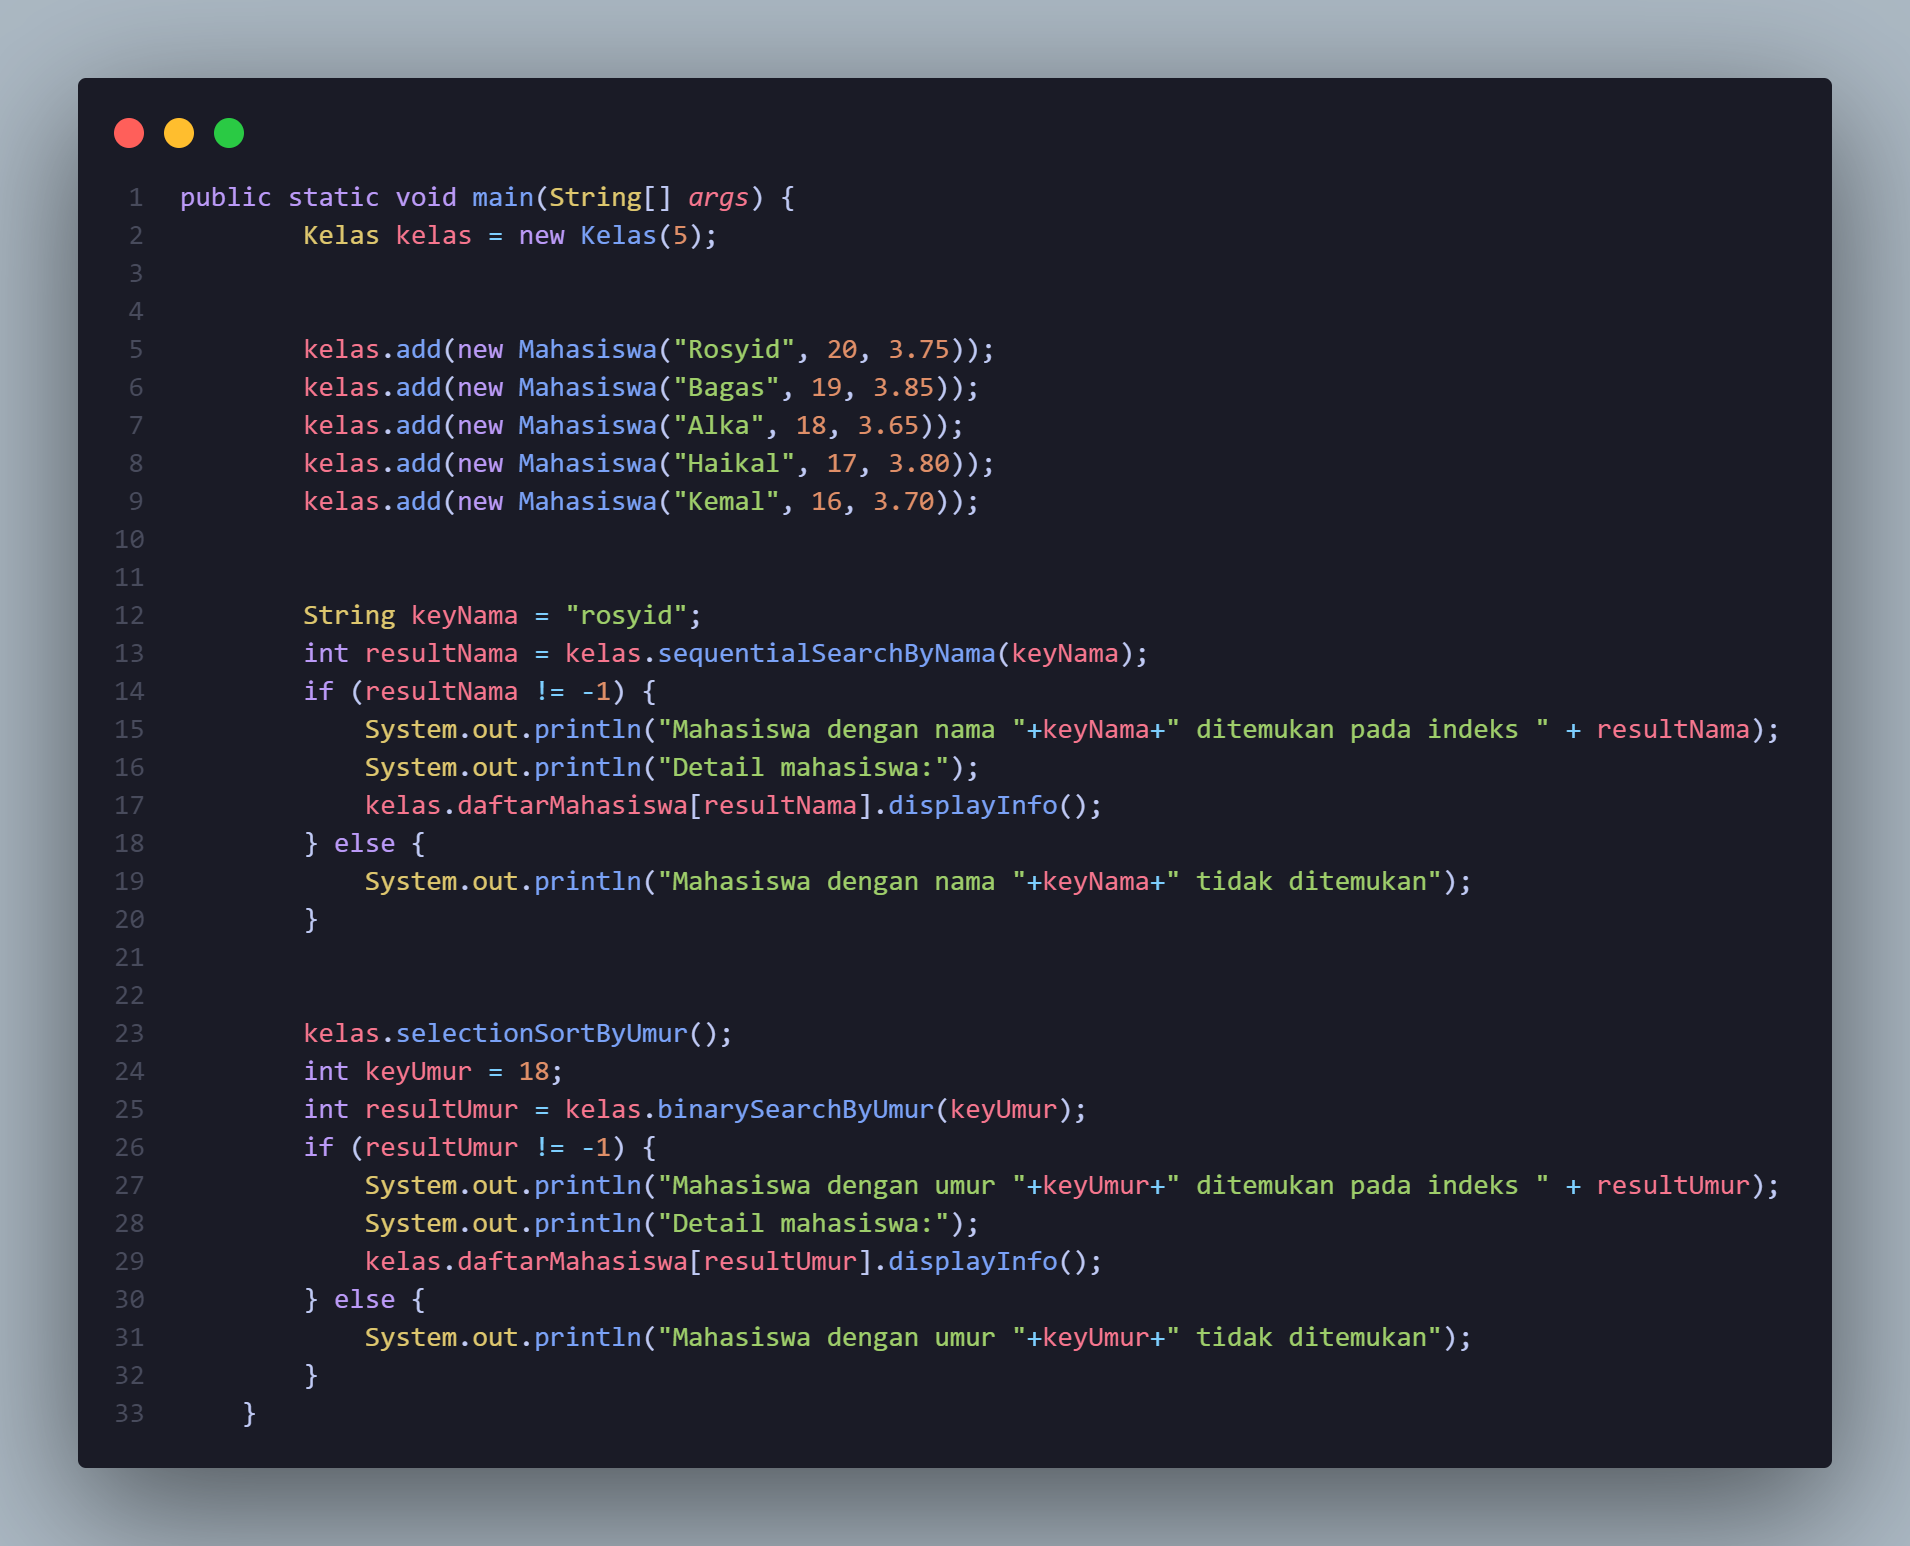 1 public static void main(String[] args) {
2 Kelas kelas = new Kelas(5);
3
4
5 kelas.add(new Mahasiswa("Rosyid", 20, 3.75));
6 kelas.add(new Mahasiswa("Bagas", 19, 3.85));
7 kelas.add(new Mahasiswa("Alka", 18, 3.65));
8 kelas.add(new Mahasiswa("Haikal", 17, 3.80));
9 kelas.add(new Mahasiswa("Kemal", 16, 3.70));
10
11
12 String keyNama = "rosyid";
13 int resultNama = kelas.sequentialSearchByNama(keyNama);
14 if (resultNama != -1) {
15 System.out.println("Mahasiswa dengan nama "+keyNama+" ditemukan pada indeks " + resultNama);
16 System.out.println("Detail mahasiswa:");
17 kelas.daftarMahasiswa[resultNama].displayInfo();
18 } else {
19 System.out.println("Mahasiswa dengan nama "+keyNama+" tidak ditemukan");
20 }
21
22
23 kelas.selectionSortByUmur();
24 int keyUmur = 18;
25 int resultUmur = kelas.binarySearchByUmur(keyUmur);
26 if (resultUmur != -1) {
27 System.out.println("Mahasiswa dengan umur "+keyUmur+" ditemukan pada indeks " + resultUmur);
28 System.out.println("Detail mahasiswa:");
29 kelas.daftarMahasiswa[resultUmur].displayInfo();
30 } else {
31 System.out.println("Mahasiswa dengan umur "+keyUmur+" tidak ditemukan");
32 }
33 }